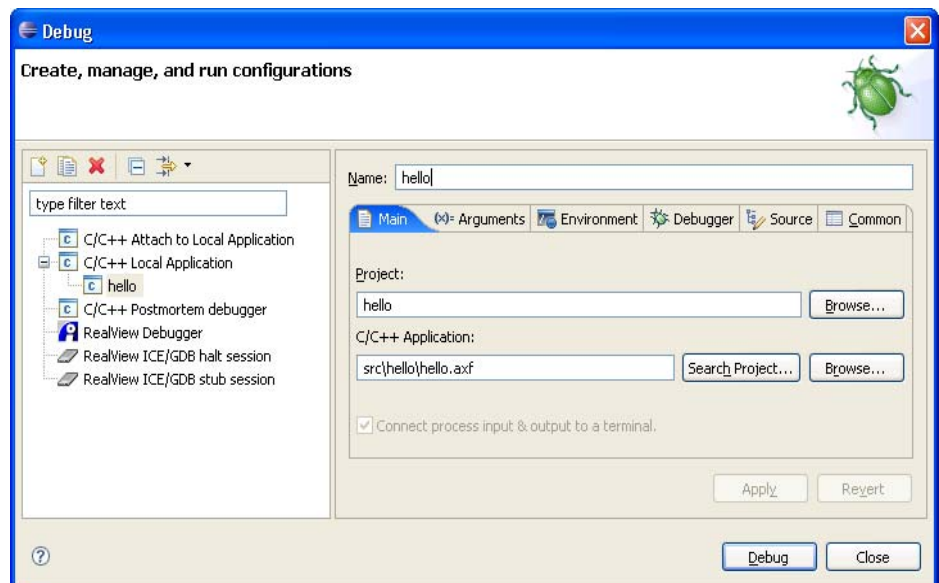 Debug
Create, manage, and run configurations
type filter text
C/C++ Attach to Local Application
C/C++ Local Application
hello
C/C++ Postmortem debugger
RealView Debugger
RealView ICE/GDB halt session
RealView ICE/GDB stub session
Name: hello
Main (x)= Arguments Environment Debugger Source Common
Project:
hello Browse...
C/C++ Application:
src\hello\hello.axf Search Project... Browse...
Connect process input & output to a terminal.
Apply Revert
? Debug Close